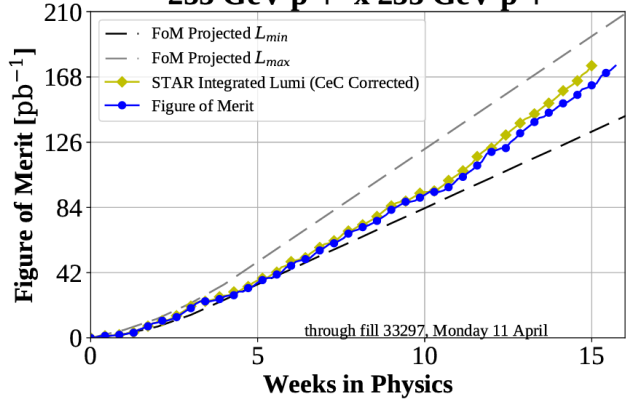 GeV p x GeV p
210
168
126
84
42
0
Figure of Merit [pb⁻¹]
FoM Projected L_min
FoM Projected L_max
STAR Integrated Lumi (CeC Corrected)
Figure of Merit
through fill 33297, Monday 11 April
0 5 10 15
Weeks in Physics